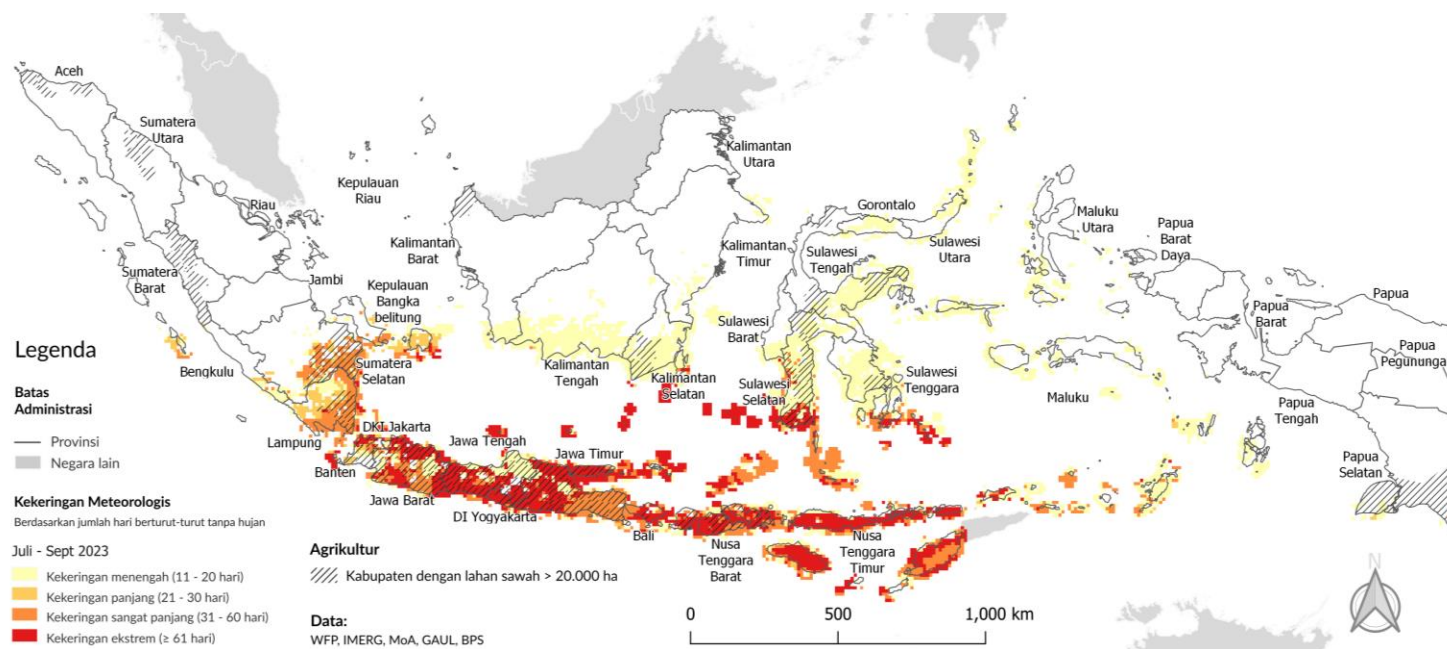 Aceh
Sumatera
Utara
Riau
Kepulauan
Riau
Sumatera
Barat
Jambi
Kepulauan
Bangka
belitung
Bengkulu
Sumatera
Selatan
Lampung
Kalimantan
Barat
Kalimantan
Utara
Kalimantan
Timur
Kalimantan
Tengah
Kalimantan
Selatan
Gorontalo
Sulawesi
Utara
Sulawesi
Tengah
Sulawesi
Barat
Sulawesi
Selatan
Sulawesi
Tenggara
Maluku
Utara
Maluku
Papua
Barat
Daya
Papua
Barat
Papua
Papua
Pegununga
Papua
Tengah
Papua
Selatan
DKI Jakarta
Banten
Jawa Barat
Jawa Tengah
DI Yogyakarta
Jawa Timur
Bali
Nusa
Tenggara
Barat
Nusa
Tenggara
Timur
Legenda
Batas
Administrasi
Provinsi
Negara lain
Kekeringan Meteorologis
Berdasarkan jumlah hari berturut-turut tanpa hujan
Juli - Sept 2023
Kekeringan menengah (11 - 20 hari)
Kekeringan panjang (21 - 30 hari)
Kekeringan sangat panjang (31 - 60 hari)
Kekeringan ekstrem (≥ 61 hari)
Agrikultur
Kabupaten dengan lahan sawah > 20.000 ha
Data:
WFP, IMERG, MoA, GAUL, BPS
0 500 1,000 km
N